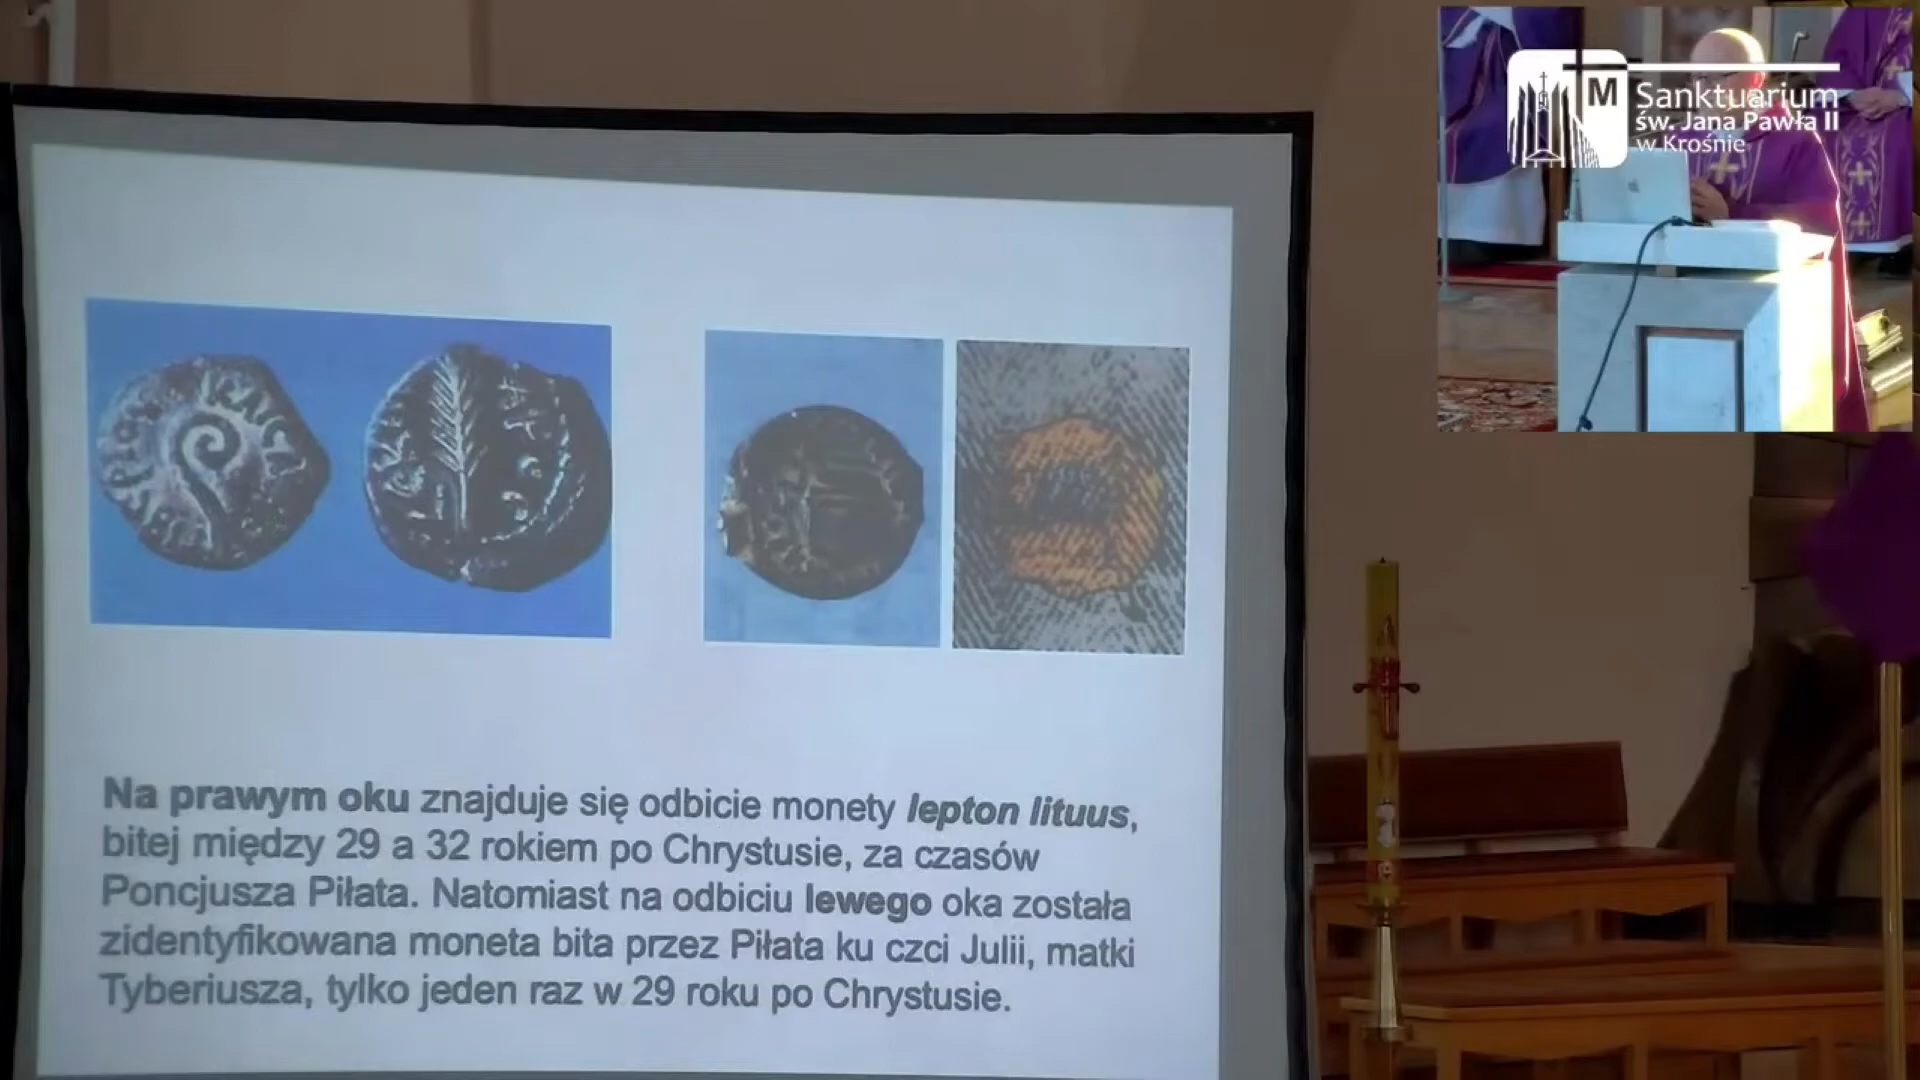 M
Sanktuarium
św. Jana Pawła II
w Krośnie
Na prawym oku znajduje się odbicie monety lepton lituus,
bitej między 29 a 32 rokiem po Chrystusie, za czasów
Poncjusza Piłata. Natomiast na odbiciu lewego oka została
zidentyfikowana moneta bita przez Piłata ku czci Julii, matki
Tyberiusza, tylko jeden raz w 29 roku po Chrystusie.